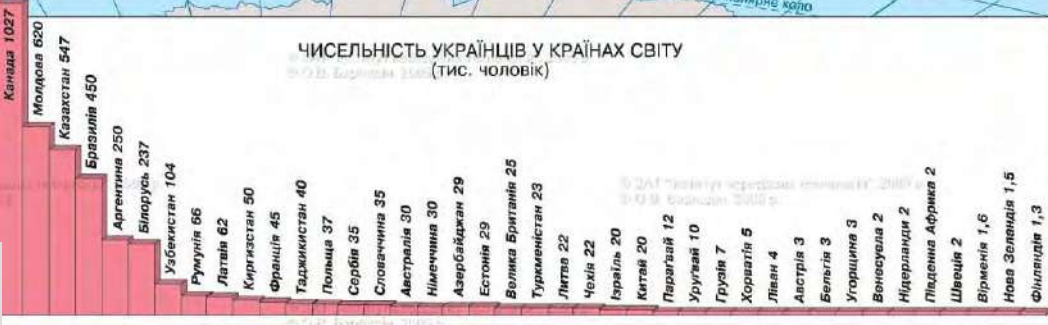 коло
ЧИСЕЛЬНІСТЬ УКРАЇНЦІВ У КРАЇНАХ СВІТУ
(тис. чоловік)
Канада 1027
Молдова 620
Казахстан 547
Бразилія 450
Аргентина 250
Білорусь 237
Узбекистан 104
Румунія 66
Латвія 62
Киргизстан 50
Франція 45
Таджикистан 40
Польща 37
Сербія 35
Словаччина 35
Австралія 30
Німеччина 30
Азербайджан 29
Естонія 29
Велика Британія 25
Туркменістан 23
Литва 22
Чехія 22
Ізраїль 20
Китай 20
Параґвай 12
Уруґвай 10
Грузія 7
Хорватія 5
Ліван 4
Австрія 3
Бельгія 3
Угорщина 3
Венесуела 2
Нідерланди 2
Південна Африка 2
Швеція 2
Вірменія 1,6
Нова Зеландія 1,5
Фінляндія 1,3